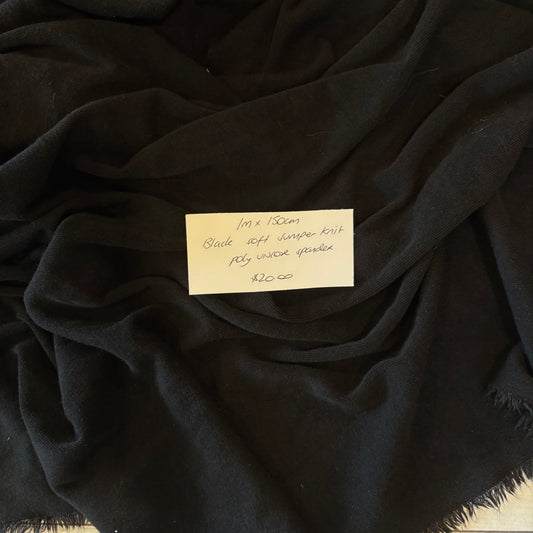 1m x 150cm
Black soft Jumper Knit
poly viscose spandex
$20.00